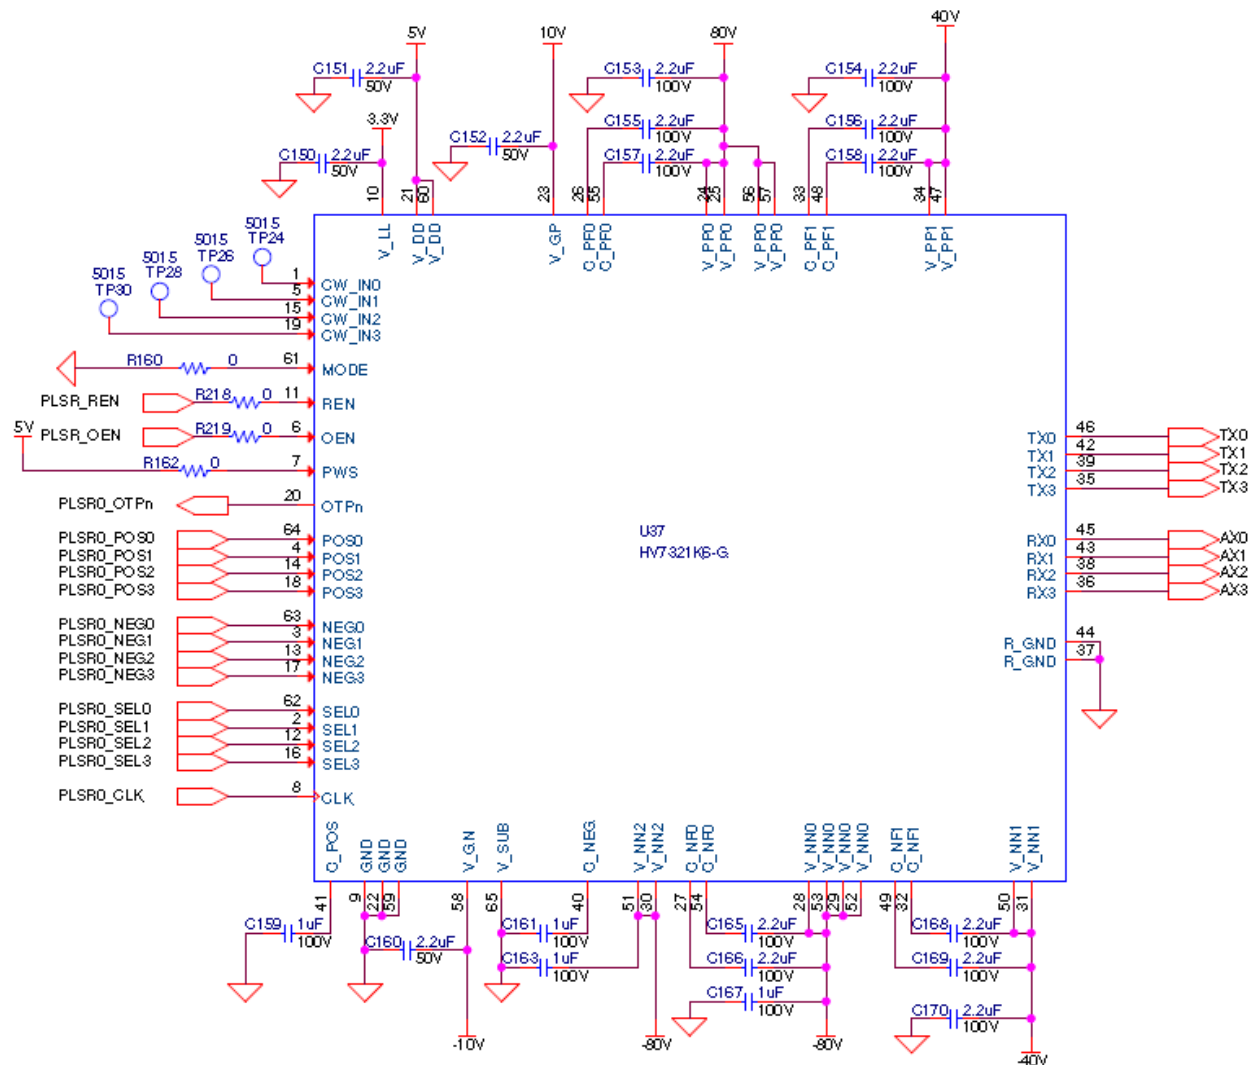 40V
5V
10V
80V
C151
2.2uF
50V
C153
2.2uF
100V
C154
2.2uF
100V
3.3V
C155
2.2uF
100V
C156
2.2uF
100V
C150
2.2uF
50V
C152
2.2uF
50V
C157
2.2uF
100V
C158
2.2uF
100V
10
21
60
23
26
55
24
25
56
57
33
48
34
47
V_LL
V_DD
V_DD
V_GP
C_PF0
C_PF0
V_PP0
V_PP0
V_PP0
V_PP0
C_PF1
C_PF1
V_PP1
V_PP1
5015
TP24
5015
TP26
5015
TP28
5015
TP30
1
CW_IN0
5
CW_IN1
15
CW_IN2
19
CW_IN3
R160
0
61
MODE
PLSR_REN
R218
0
11
REN
5V
PLSR_OEN
R219
0
6
OEN
R162
0
7
PWS
PLSR0_OTPn
20
OTPn
PLSR0_POS0
64
POS0
PLSR0_POS1
4
POS1
PLSR0_POS2
14
POS2
PLSR0_POS3
18
POS3
PLSR0_NEG0
63
NEG0
PLSR0_NEG1
3
NEG1
PLSR0_NEG2
13
NEG2
PLSR0_NEG3
17
NEG3
PLSR0_SEL0
62
SEL0
PLSR0_SEL1
2
SEL1
PLSR0_SEL2
12
SEL2
PLSR0_SEL3
16
SEL3
PLSR0_CLK
8
CLK
U37
HV7321K6-G
TX0
46
TX0
TX1
42
TX1
TX2
39
TX2
TX3
35
TX3
RX0
45
AX0
RX1
43
AX1
RX2
38
AX2
RX3
36
AX3
R_GND
44
R_GND
37
C_POS
GND
GND
GND
V_GN
V_SUB
C_NEG
V_NN2
V_NN2
C_NF0
C_NF0
V_NN0
V_NN0
V_NN0
V_NN0
C_NF1
C_NF1
V_NN1
V_NN1
41
9
22
59
58
65
40
51
30
27
54
28
53
29
52
49
32
50
31
C159
1uF
100V
C160
2.2uF
50V
C161
1uF
100V
C163
1uF
100V
C165
2.2uF
100V
C166
2.2uF
100V
C167
1uF
100V
C168
2.2uF
100V
C169
2.2uF
100V
C170
2.2uF
100V
-10V
-80V
-80V
-40V